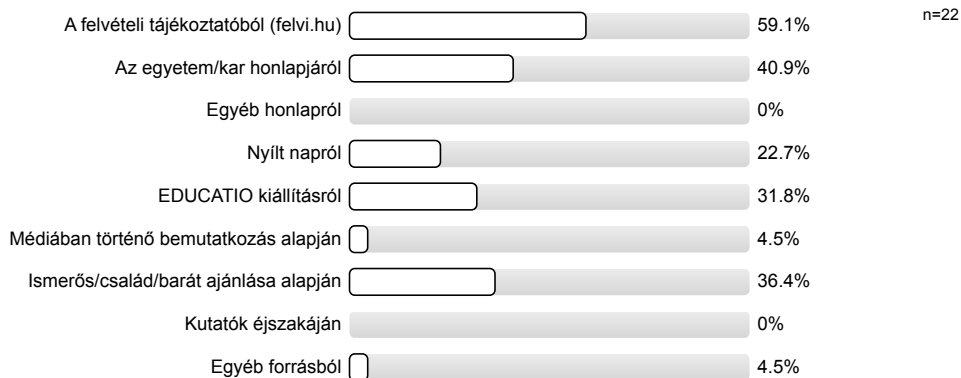 A felvételi tájékoztatóból (felvi.hu) 59.1% n=22
Az egyetem/kar honlapjáról 40.9%
Egyéb honlapról 0%
Nyílt napról 22.7%
EDUCATIO kiállításról 31.8%
Médiában történő bemutatkozás alapján 4.5%
Ismerős/család/barát ajánlása alapján 36.4%
Kutatók éjszakáján 0%
Egyéb forrásból 4.5%